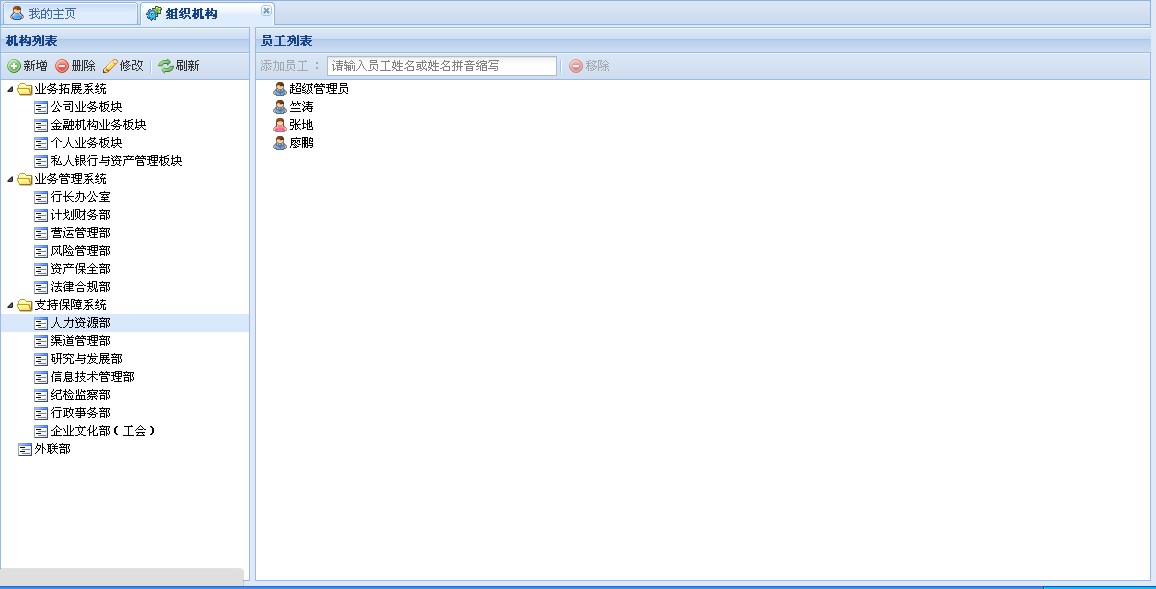 我的主页
组织机构
机构列表
新增 删除 修改 刷新
业务拓展系统
公司业务板块
金融机构业务板块
个人业务板块
私人银行与资产管理板块
业务管理系统
行长办公室
计划财务部
营运管理部
风险管理部
资产保全部
法律合规部
支持保障系统
人力资源部
渠道管理部
研究与发展部
信息技术管理部
纪检监察部
行政事务部
企业文化部（工会）
外联部
员工列表
添加员工： 请输入员工姓名或姓名拼音缩写 移除
超级管理员
竺涛
张地
廖鹏